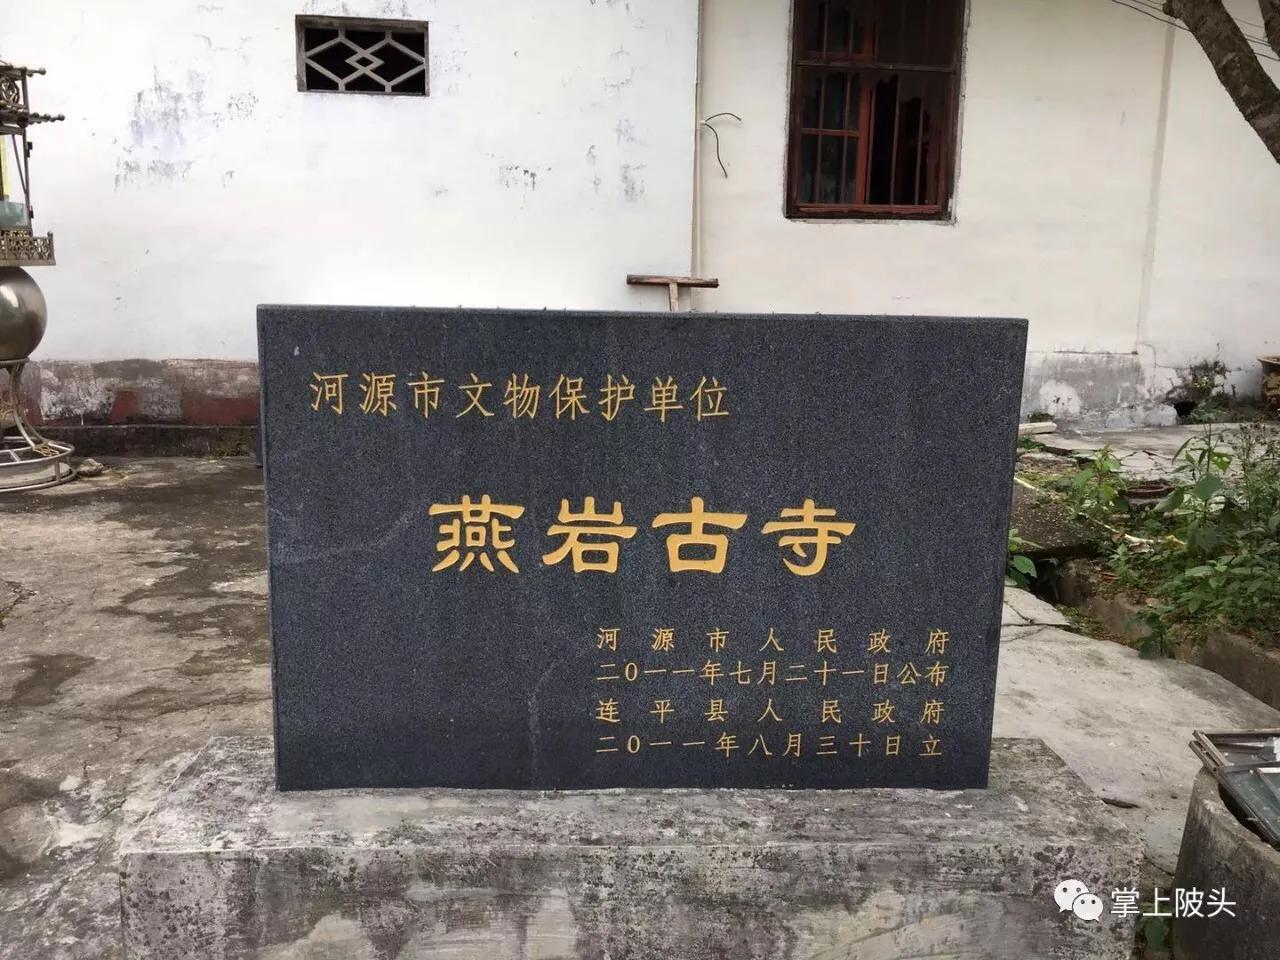 河源市文物保护单位
燕岩古寺
河源市人民政府
二〇一一年七月二十一日公布
连平县人民政府
二〇一一年八月三十日立
掌上陂头